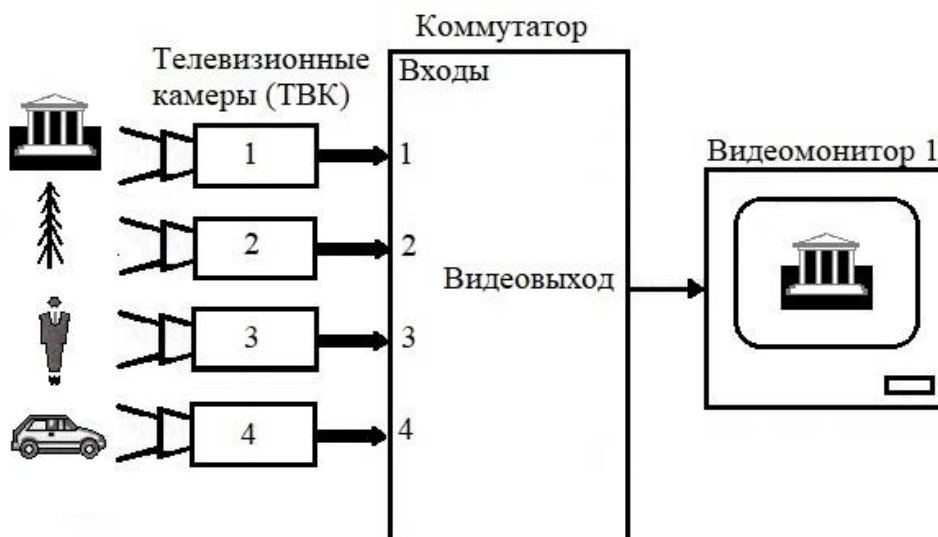 Коммутатор
Телевизионные
камеры (ТВК)
Входы
1
1
Видеомонитор 1
2
2
Видеовыход
3
3
4
4